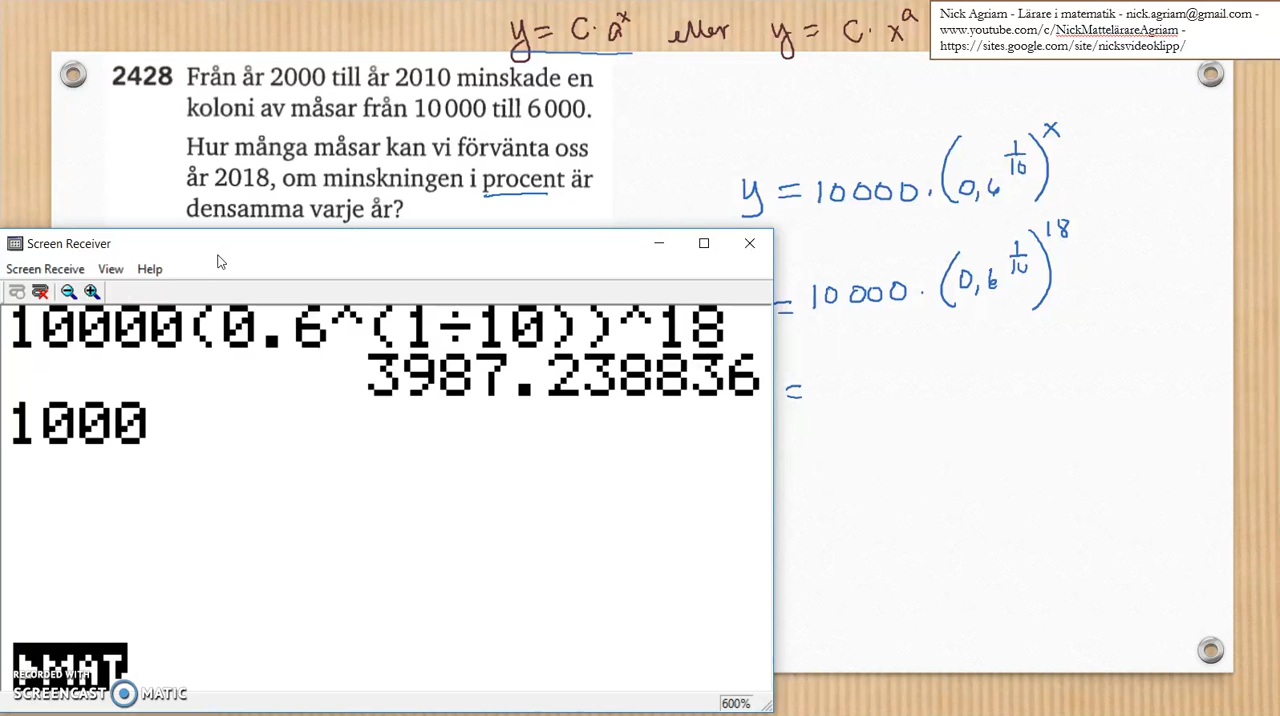 y = C · a^x eller y = C · x^a
Nick Agriam - Lärare i matematik - nick.agriam@gmail.com -
www.youtube.com/c/NickMattelärareAgriam -
https://sites.google.com/site/nicksvideoklipp/
2428 Från år 2000 till år 2010 minskade en
koloni av måsar från 10 000 till 6 000.
Hur många måsar kan vi förvänta oss
år 2018, om minskningen i procent är
densamma varje år?
y = 10000 · (0,6^(1/10))^x
= 10 000 · (0,6^(1/10))^18
=
Screen Receiver
Screen Receive View Help
10000(0.6^(1÷10))^18
3987.238836
1000
▶MAT
RECORDED WITH
SCREENCAST MATIC
600%